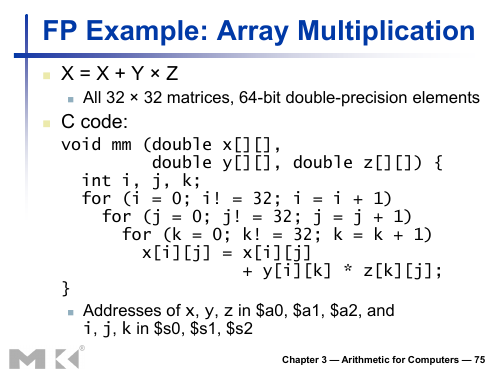 FP Example: Array Multiplication
X = X + Y × Z
All 32 × 32 matrices, 64-bit double-precision elements
C code:
void mm (double x[][],
double y[][], double z[][]) {
int i, j, k;
for (i = 0; i! = 32; i = i + 1)
for (j = 0; j! = 32; j = j + 1)
for (k = 0; k! = 32; k = k + 1)
x[i][j] = x[i][j]
+ y[i][k] * z[k][j];
}
Addresses of x, y, z in $a0, $a1, $a2, and
i, j, k in $s0, $s1, $s2
MK®
Chapter 3 — Arithmetic for Computers — 75